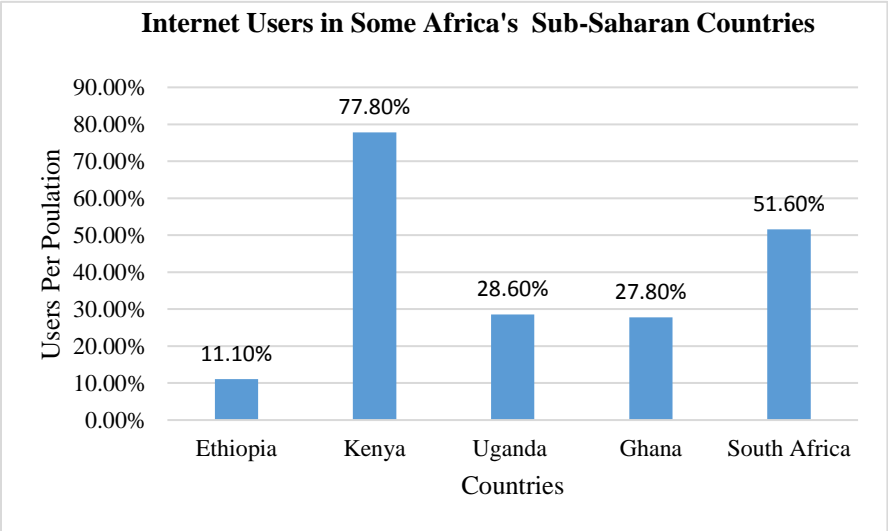 Internet Users in Some Africa's Sub-Saharan Countries
90.00%
80.00%
70.00%
60.00%
50.00%
40.00%
30.00%
20.00%
10.00%
0.00%
Users Per Poulation
11.10%
77.80%
28.60%
27.80%
51.60%
Ethiopia
Kenya
Uganda
Ghana
South Africa
Countries